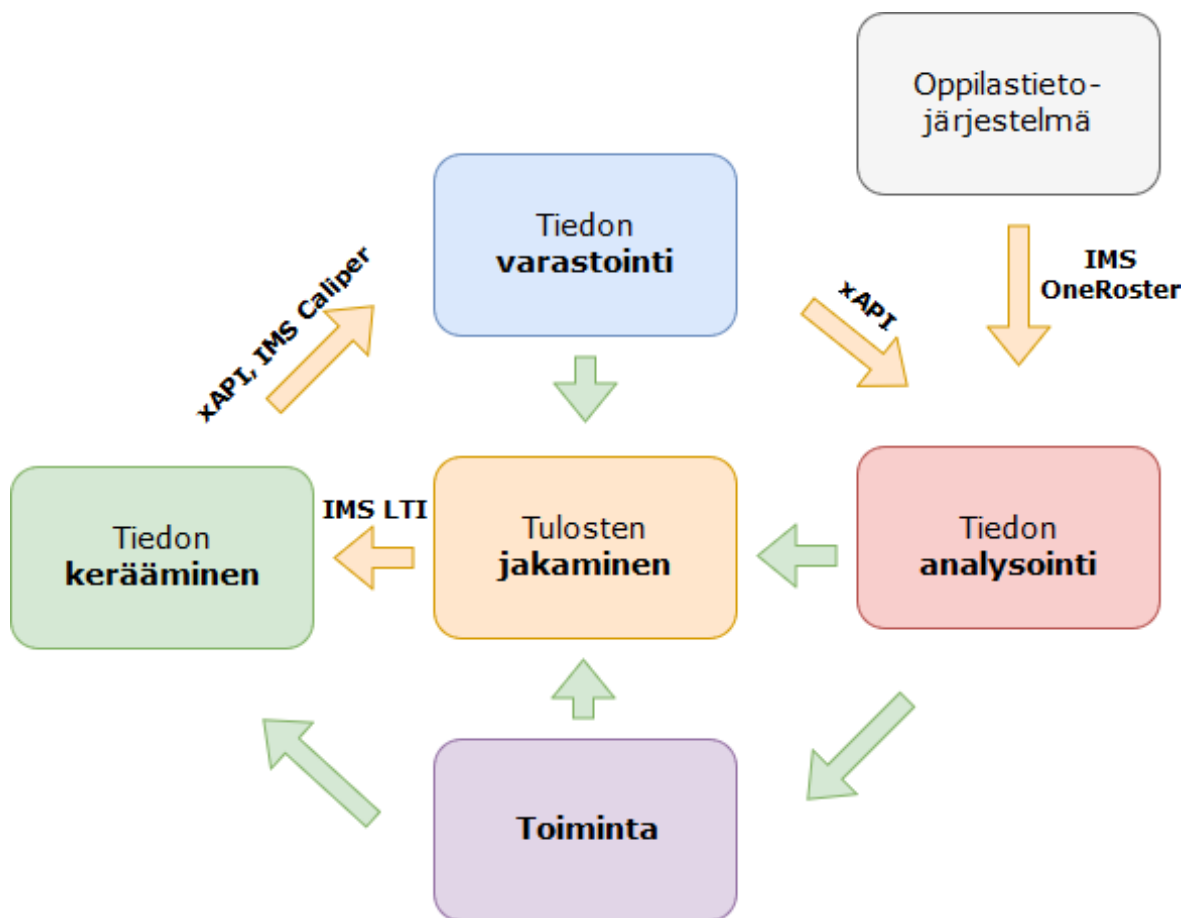 Oppilastieto-
järjestelmä
Tiedon
varastointi
xAPI, IMS Caliper
xAPI
IMS
OneRoster
Tiedon
kerääminen
IMS LTI
Tulosten
jakaminen
Tiedon
analysointi
Toiminta